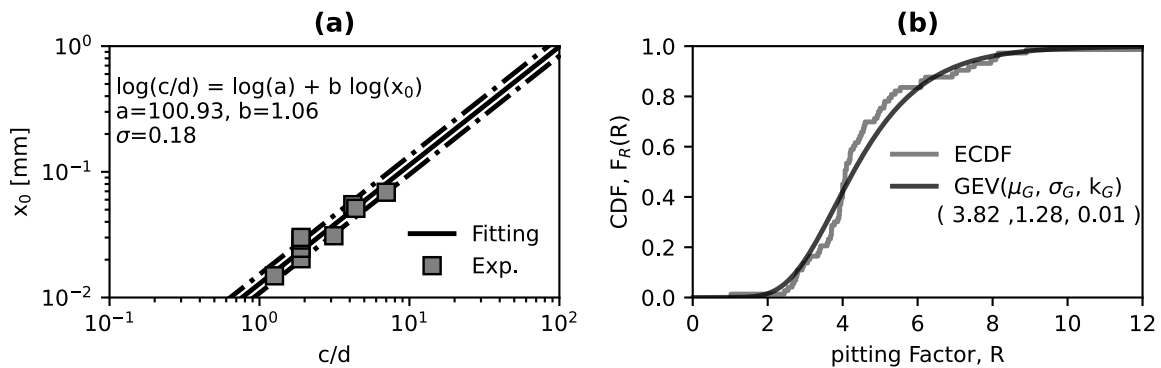 (a)
10⁰
10⁻¹
10⁻²
x₀ [mm]
log(c/d) = log(a) + b log(x₀)
a=100.93, b=1.06
σ=0.18
Fitting
Exp.
10⁻¹ 10⁰ 10¹ 10²
c/d
(b)
1.0
0.8
0.6
0.4
0.2
0.0
CDF, F_R(R)
ECDF
GEV(μ_G, σ_G, k_G)
( 3.82 ,1.28, 0.01 )
0 2 4 6 8 10 12
pitting Factor, R